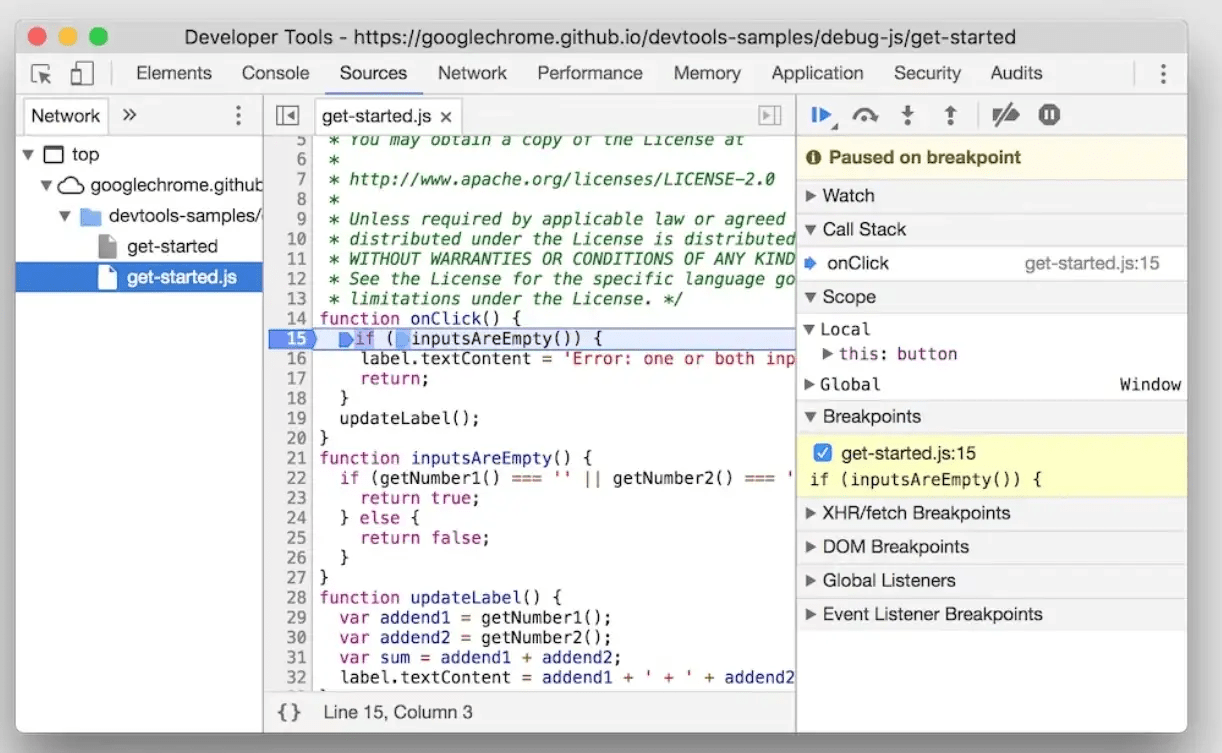 Developer Tools - https://googlechrome.github.io/devtools-samples/debug-js/get-started
Elements Console Sources Network Performance Memory Application Security Audits
Network »
top
googlechrome.github
devtools-samples/
get-started
get-started.js
get-started.js ×
5 * You may obtain a copy of the License at
6 *
7 * http://www.apache.org/licenses/LICENSE-2.0
8 *
9 * Unless required by applicable law or agreed
10 * distributed under the License is distributed
11 * WITHOUT WARRANTIES OR CONDITIONS OF ANY KIND
12 * See the License for the specific language go
13 * limitations under the License. */
14 function onClick() {
15 if (inputsAreEmpty()) {
16 label.textContent = 'Error: one or both inp
17 return;
18 }
19 updateLabel();
20 }
21 function inputsAreEmpty() {
22 if (getNumber1() === '' || getNumber2() === '
23 return true;
24 } else {
25 return false;
26 }
27 }
28 function updateLabel() {
29 var addend1 = getNumber1();
30 var addend2 = getNumber2();
31 var sum = addend1 + addend2;
32 label.textContent = addend1 + ' + ' + addend2
{} Line 15, Column 3
Paused on breakpoint
Watch
Call Stack
onClick get-started.js:15
Scope
Local
this: button
Global Window
Breakpoints
get-started.js:15
if (inputsAreEmpty()) {
XHR/fetch Breakpoints
DOM Breakpoints
Global Listeners
Event Listener Breakpoints